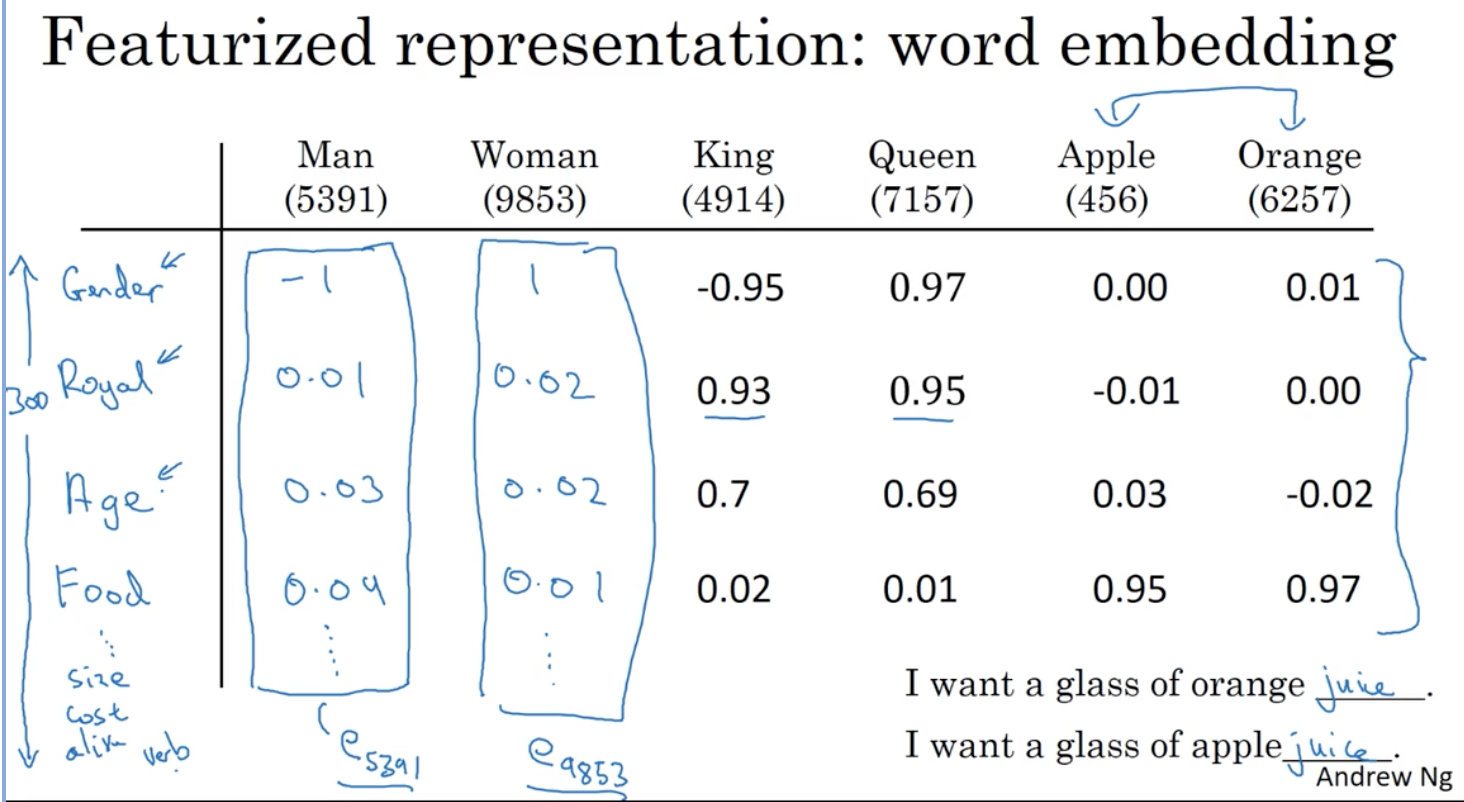 Featurized representation: word embedding
Man Woman King Queen Apple Orange
(5391) (9853) (4914) (7157) (456) (6257)
Gender -1 1 -0.95 0.97 0.00 0.01
300 Royal 0.01 0.02 0.93 0.95 -0.01 0.00
Age 0.03 0.02 0.7 0.69 0.03 -0.02
Food 0.04 0.01 0.02 0.01 0.95 0.97
size
cost
alive verb
e5391 e9853
I want a glass of orange juice.
I want a glass of apple juice.
Andrew Ng